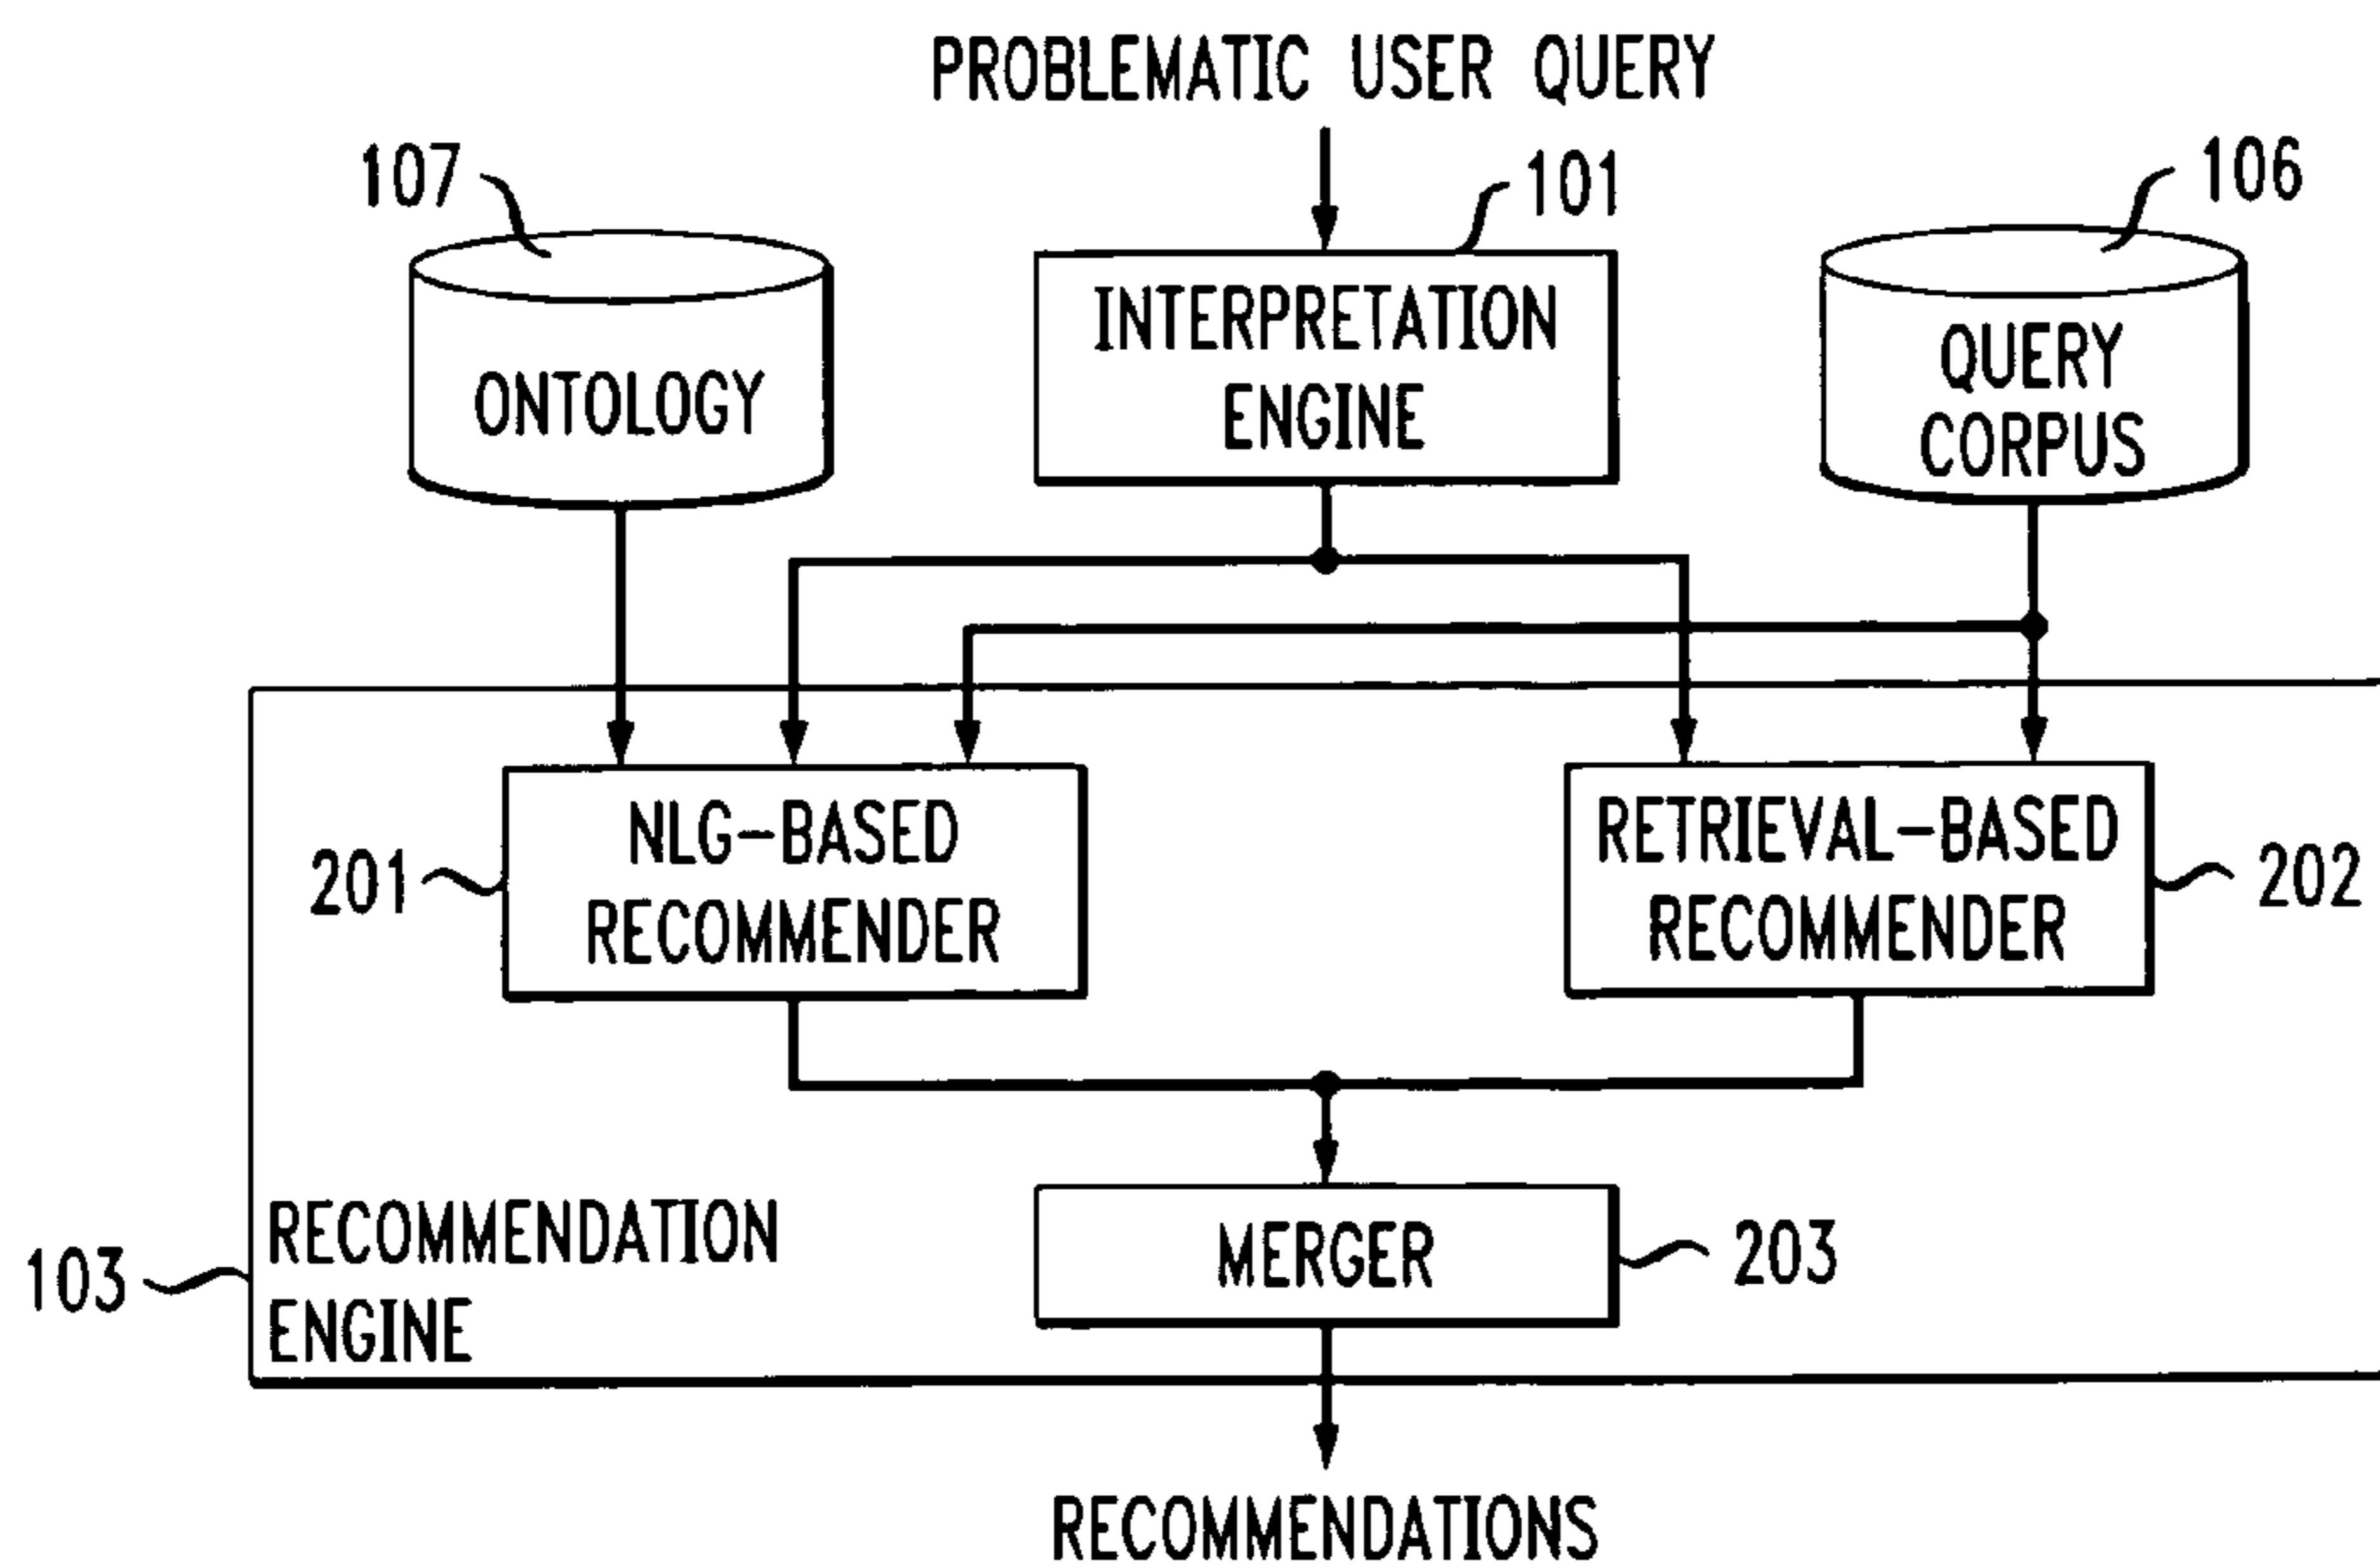 PROBLEMATIC USER QUERY
107
101
106
ONTOLOGY
INTERPRETATION
ENGINE
QUERY
CORPUS
201
NLG-BASED
RECOMMENDER
RETRIEVAL-BASED
RECOMMENDER
202
103
RECOMMENDATION
ENGINE
MERGER
203
RECOMMENDATIONS